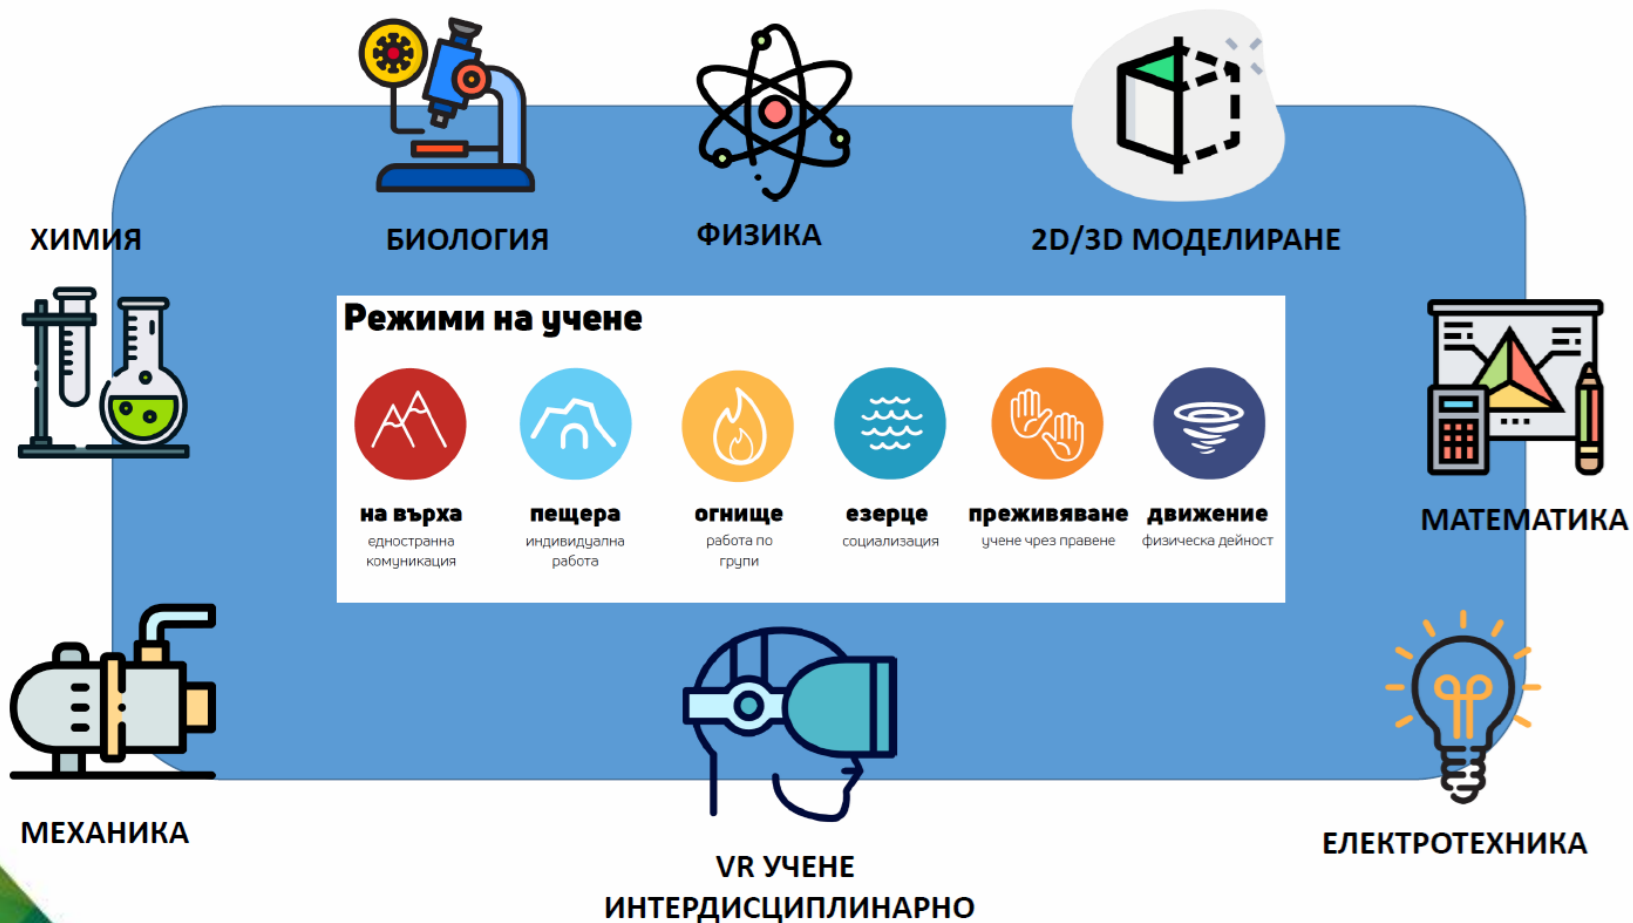 ХИМИЯ
БИОЛОГИЯ
ФИЗИКА
2D/3D МОДЕЛИРАНЕ
Режими на учене
на върха
едностранна
комуникация
пещера
индивидуална
работа
огнище
работа по
групи
езерце
социализация
преживяване
учене чрез правене
движение
физическа дейност
МАТЕМАТИКА
МЕХАНИКА
VR УЧЕНЕ
ИНТЕРДИСЦИПЛИНАРНО
ЕЛЕКТРОТЕХНИКА